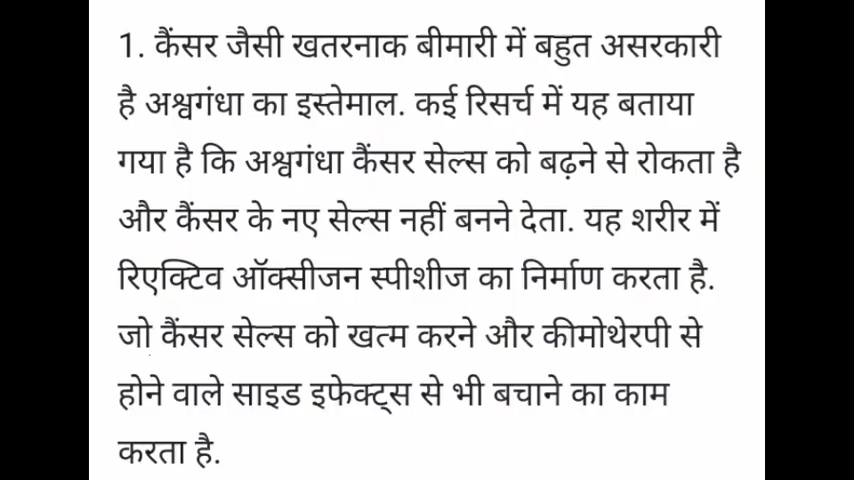 1. कैंसर जैसी खतरनाक बीमारी में बहुत असरकारी
है अश्वगंधा का इस्तेमाल. कई रिसर्च में यह बताया
गया है कि अश्वगंधा कैंसर सेल्स को बढ़ने से रोकता है
और कैंसर के नए सेल्स नहीं बनने देता. यह शरीर में
रिएक्टिव ऑक्सीजन स्पीशीज का निर्माण करता है.
जो कैंसर सेल्स को खत्म करने और कीमोथेरपी से
होने वाले साइड इफेक्ट्स से भी बचाने का काम
करता है.